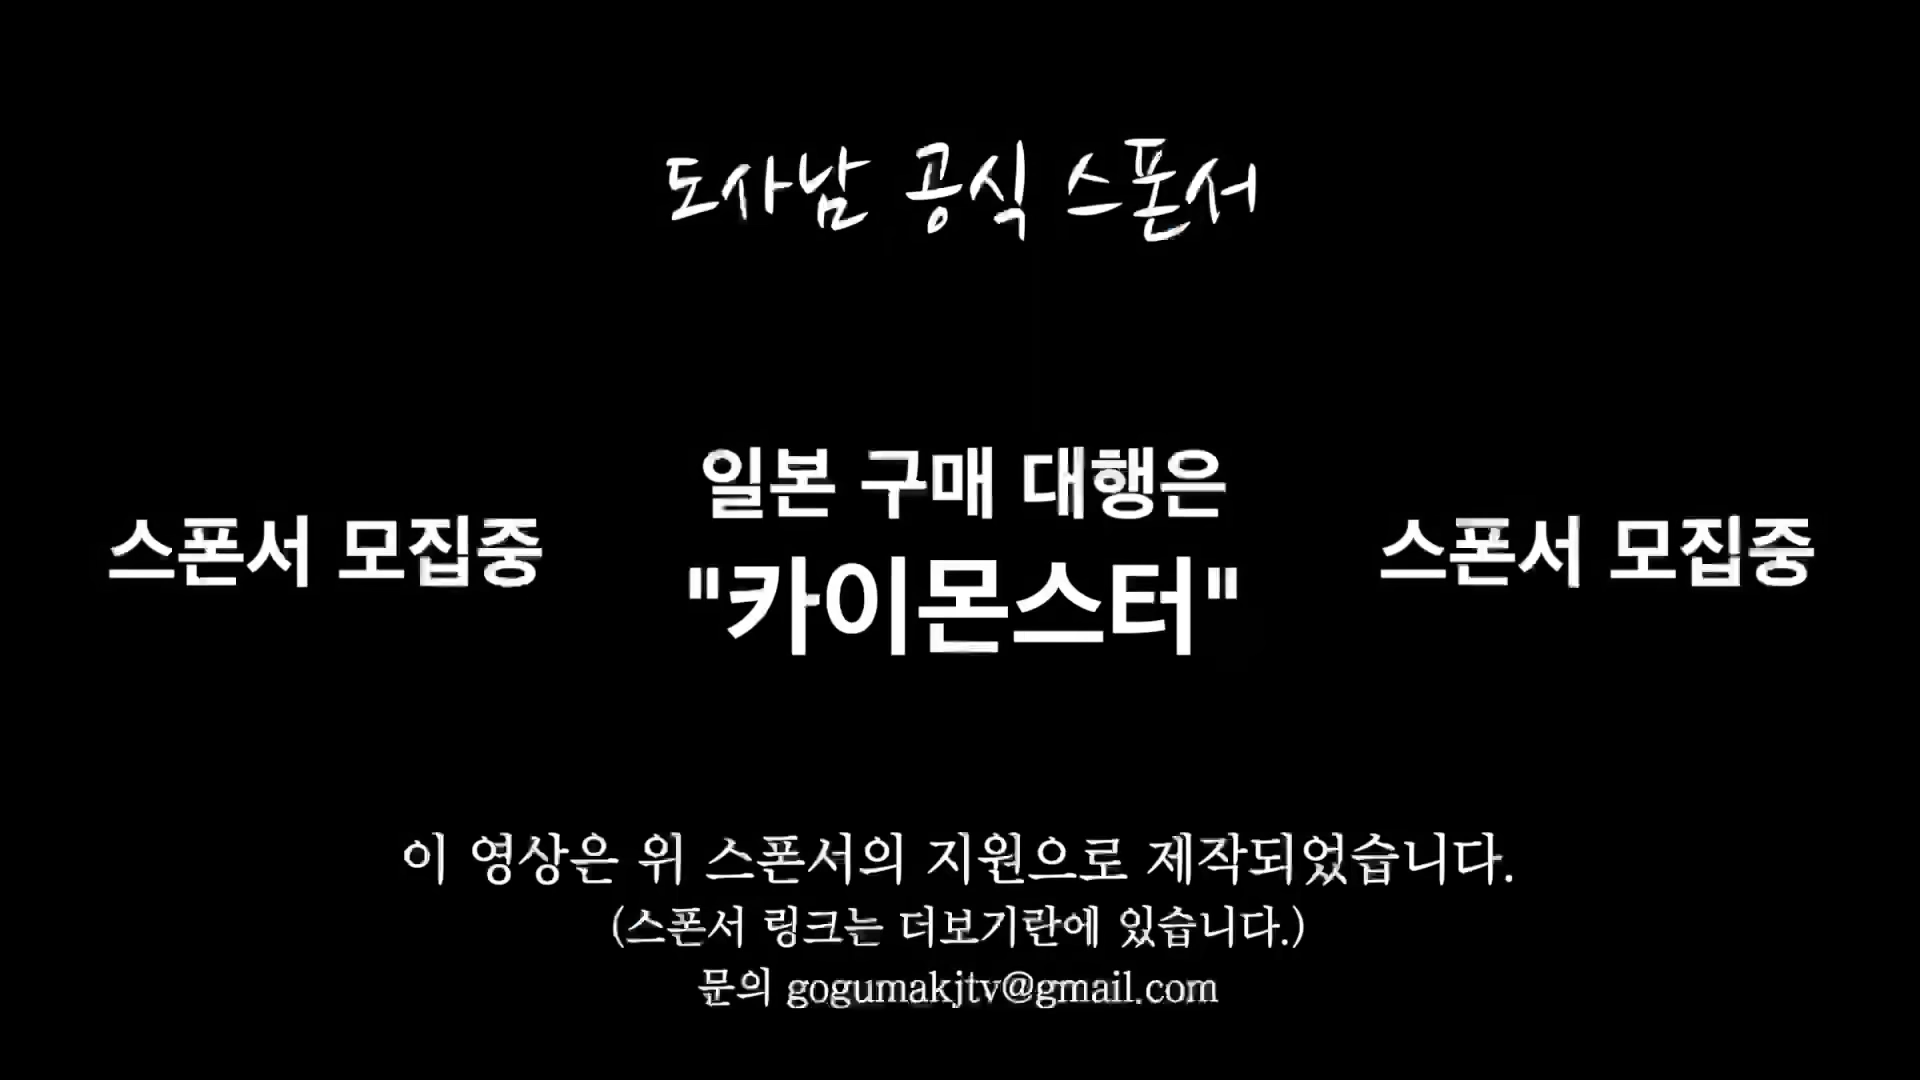 도사남 공식 스폰서
스폰서 모집중
일본 구매 대행은
"카이몬스터"
스폰서 모집중
이 영상은 위 스폰서의 지원으로 제작되었습니다.
(스폰서 링크는 더보기란에 있습니다.)
문의 gogumakjtv@gmail.com